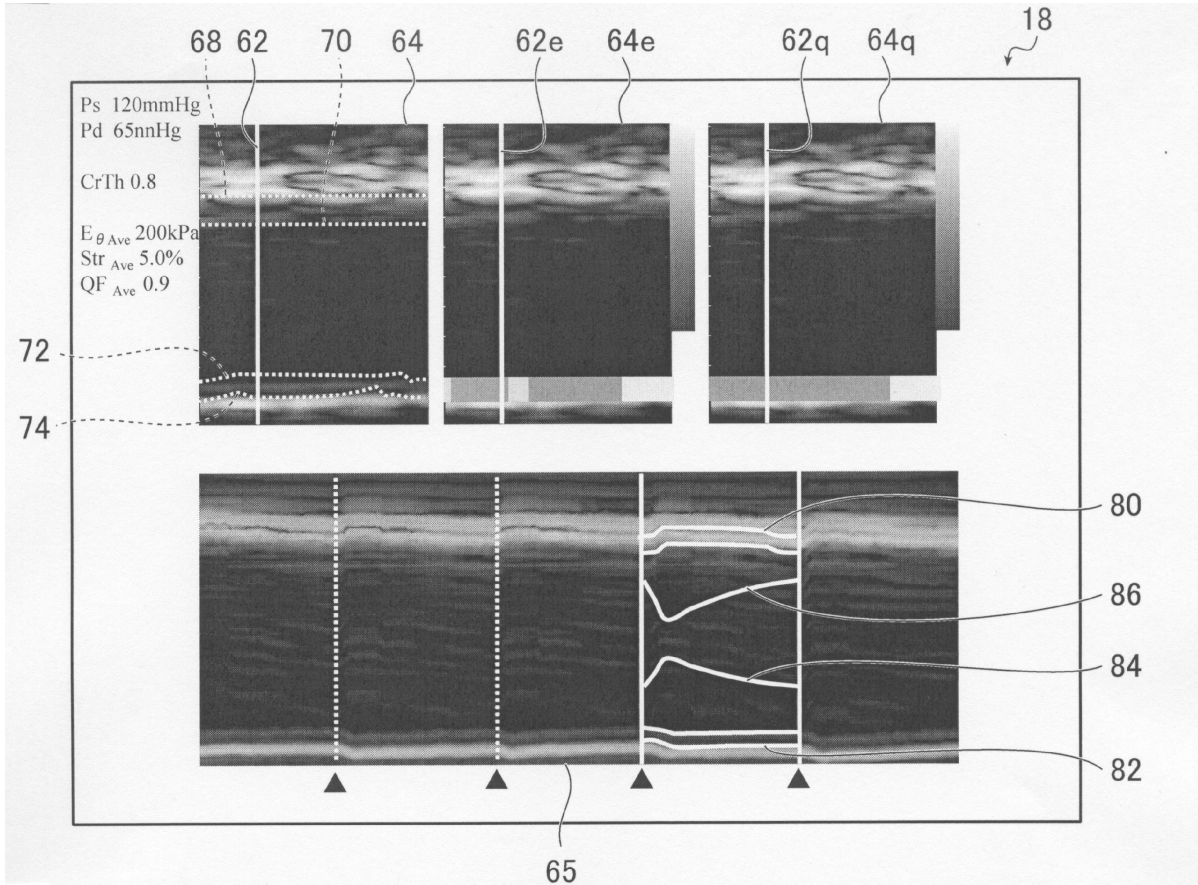 18
68 62 70 64 62e 64e 62q 64q
Ps 120mmHg
Pd 65nnHg
CrTh 0.8
E θ Ave 200kPa
Str Ave 5.0%
QF Ave 0.9
72
74
80
86
84
82
65